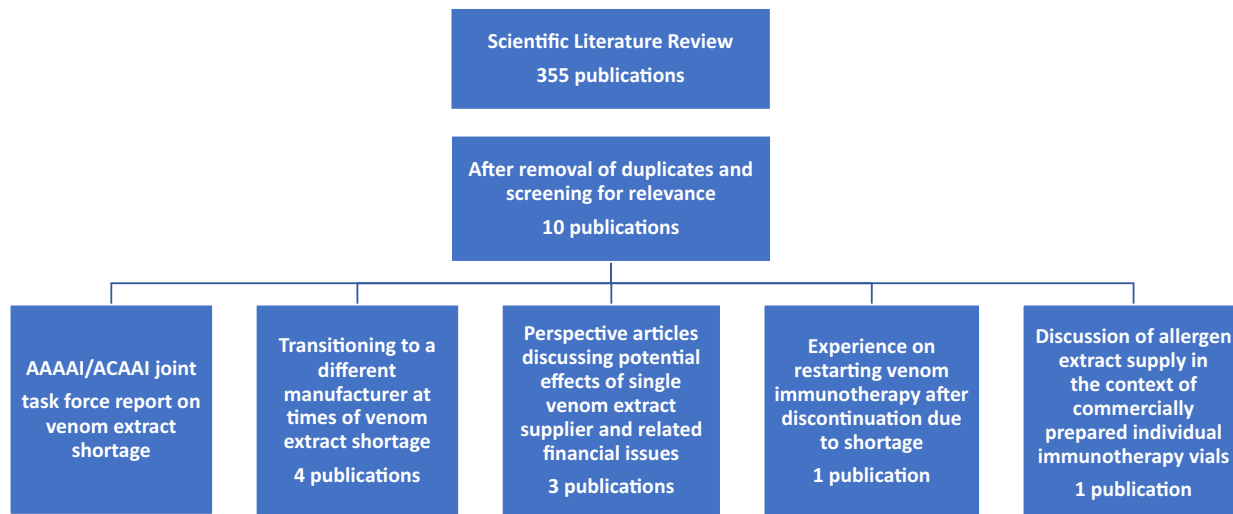 Scientific Literature Review
355 publications
After removal of duplicates and
screening for relevance
10 publications
AAAAI/ACAAI joint
task force report on
venom extract
shortage
Transitioning to a
different
manufacturer at
times of venom
extract shortage
4 publications
Perspective articles
discussing potential
effects of single
venom extract
supplier and related
financial issues
3 publications
Experience on
restarting venom
immunotherapy after
discontinuation due
to shortage
1 publication
Discussion of allergen
extract supply in
the context of
commercially
prepared individual
immunotherapy vials
1 publication